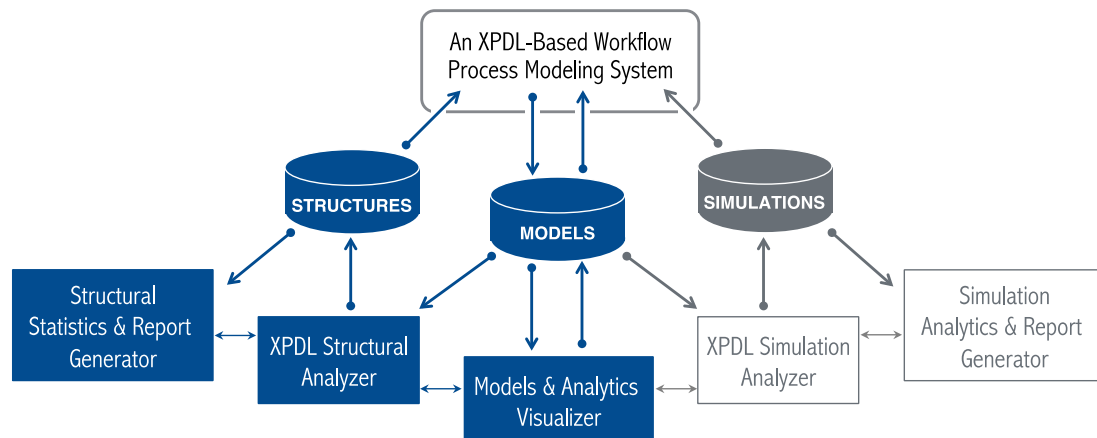 An XPDL-Based Workflow
Process Modeling System
STRUCTURES
SIMULATIONS
MODELS
Structural
Statistics & Report
Generator
XPDL Structural
Analyzer
Models & Analytics
Visualizer
XPDL Simulation
Analyzer
Simulation
Analytics & Report
Generator